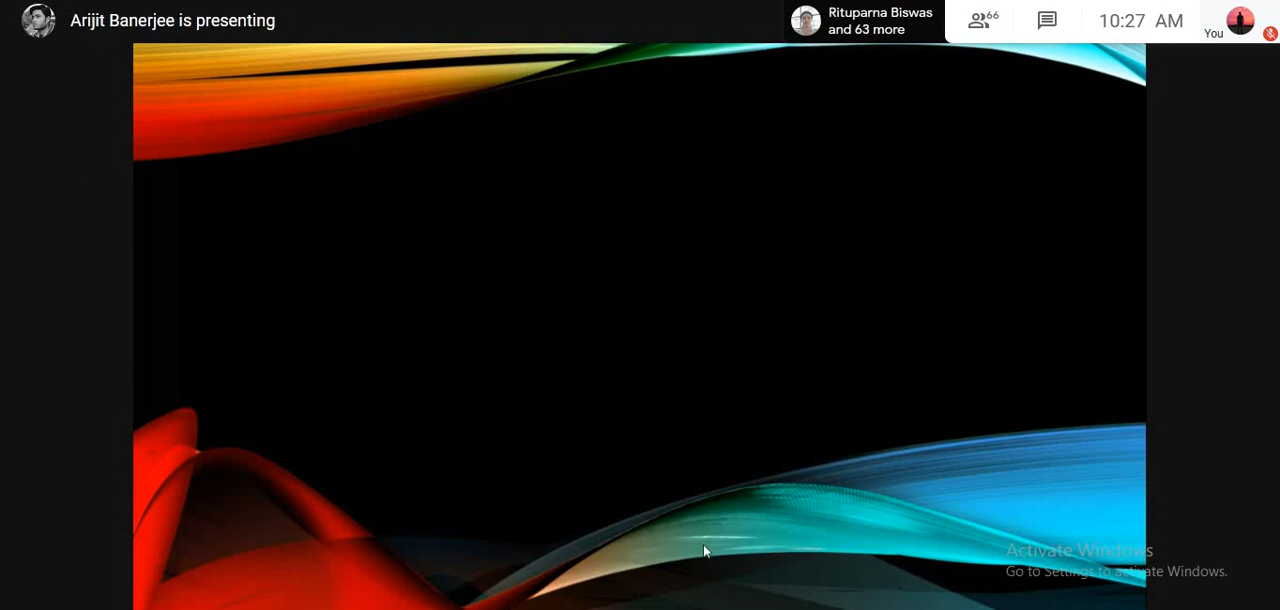 Arijit Banerjee is presenting
Rituparna Biswas
and 63 more
66
10:27 AM
You
Activate Windows
Go to Settings to activate Windows.